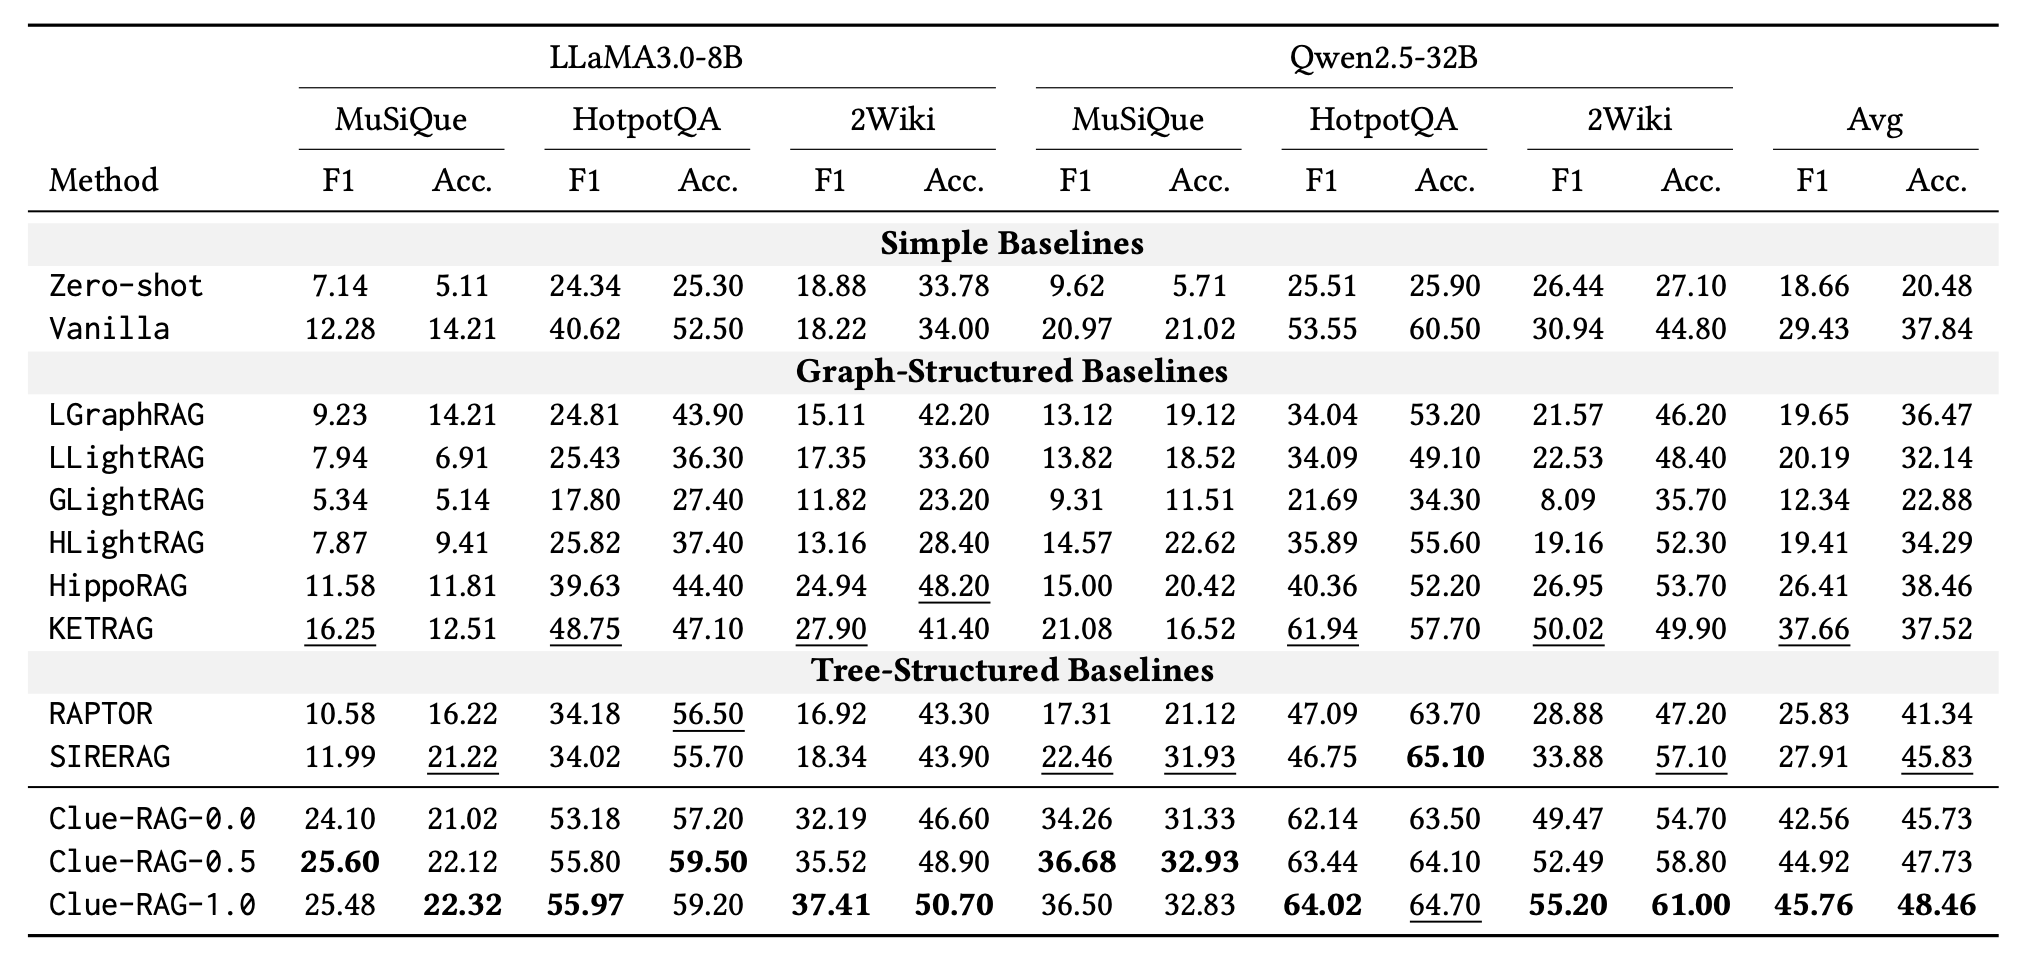 LLaMA3.0-8B Qwen2.5-32B
MuSiQue HotpotQA 2Wiki MuSiQue HotpotQA 2Wiki Avg
Method F1 Acc. F1 Acc. F1 Acc. F1 Acc. F1 Acc. F1 Acc. F1 Acc.
Simple Baselines
Zero-shot 7.14 5.11 24.34 25.30 18.88 33.78 9.62 5.71 25.51 25.90 26.44 27.10 18.66 20.48
Vanilla 12.28 14.21 40.62 52.50 18.22 34.00 20.97 21.02 53.55 60.50 30.94 44.80 29.43 37.84
Graph-Structured Baselines
LGraphRAG 9.23 14.21 24.81 43.90 15.11 42.20 13.12 19.12 34.04 53.20 21.57 46.20 19.65 36.47
LLightRAG 7.94 6.91 25.43 36.30 17.35 33.60 13.82 18.52 34.09 49.10 22.53 48.40 20.19 32.14
GLightRAG 5.34 5.14 17.80 27.40 11.82 23.20 9.31 11.51 21.69 34.30 8.09 35.70 12.34 22.88
HLightRAG 7.87 9.41 25.82 37.40 13.16 28.40 14.57 22.62 35.89 55.60 19.16 52.30 19.41 34.29
HippoRAG 11.58 11.81 39.63 44.40 24.94 48.20 15.00 20.42 40.36 52.20 26.95 53.70 26.41 38.46
KETRAG 16.25 12.51 48.75 47.10 27.90 41.40 21.08 16.52 61.94 57.70 50.02 49.90 37.66 37.52
Tree-Structured Baselines
RAPTOR 10.58 16.22 34.18 56.50 16.92 43.30 17.31 21.12 47.09 63.70 28.88 47.20 25.83 41.34
SIRERAG 11.99 21.22 34.02 55.70 18.34 43.90 22.46 31.93 46.75 65.10 33.88 57.10 27.91 45.83
Clue-RAG-0.0 24.10 21.02 53.18 57.20 32.19 46.60 34.26 31.33 62.14 63.50 49.47 54.70 42.56 45.73
Clue-RAG-0.5 25.60 22.12 55.80 59.50 35.52 48.90 36.68 32.93 63.44 64.10 52.49 58.80 44.92 47.73
Clue-RAG-1.0 25.48 22.32 55.97 59.20 37.41 50.70 36.50 32.83 64.02 64.70 55.20 61.00 45.76 48.46